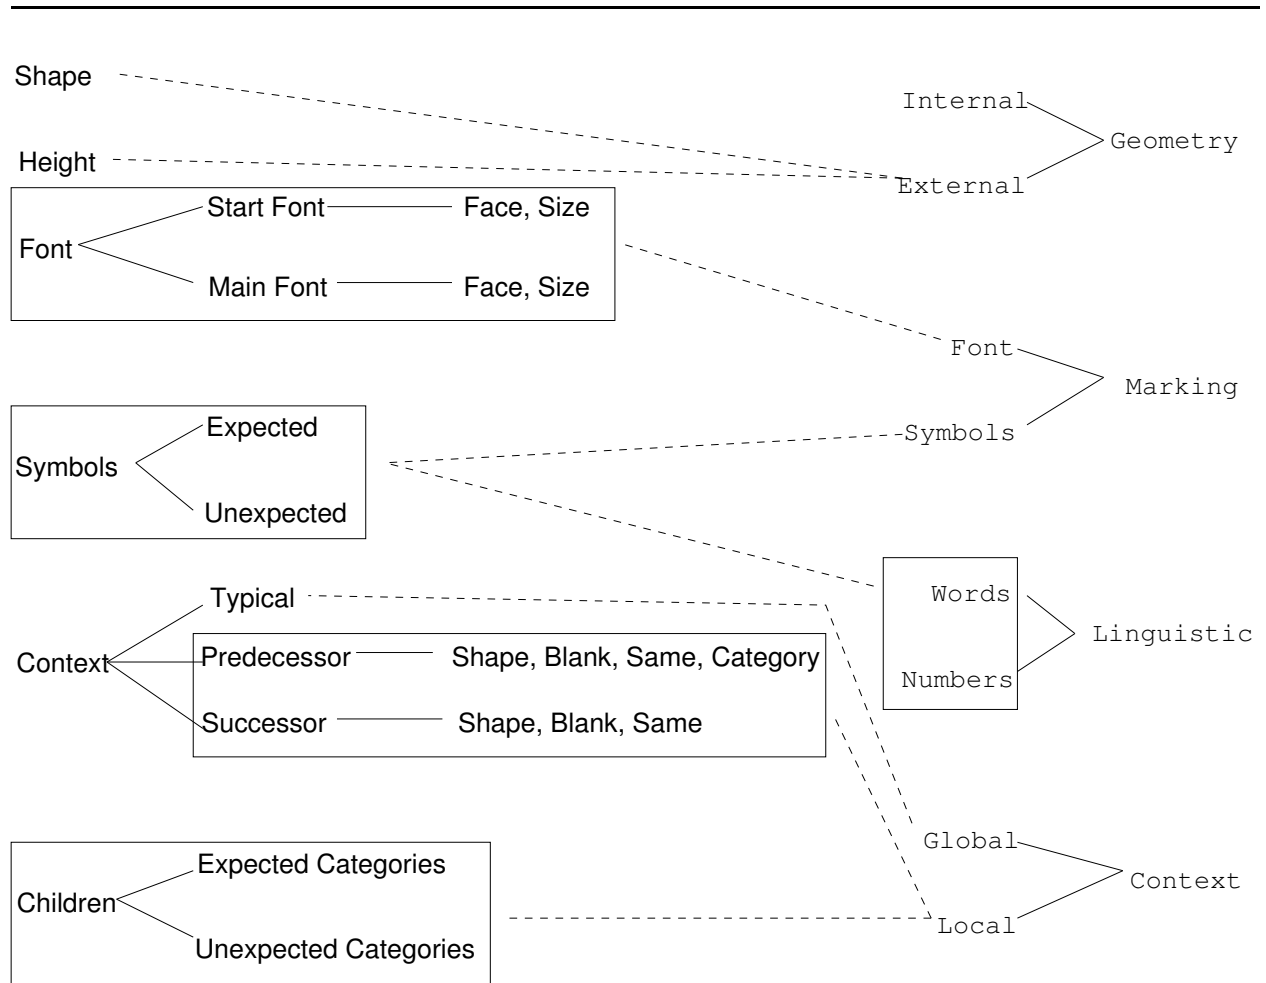 Shape
Internal
Geometry
Height
External
Start Font
Face, Size
Font
Main Font
Face, Size
Font
Marking
Expected
Symbols
Symbols
Unexpected
Typical
Words
Linguistic
Context
Predecessor
Shape, Blank, Same, Category
Numbers
Successor
Shape, Blank, Same
Global
Expected Categories
Context
Children
Local
Unexpected Categories